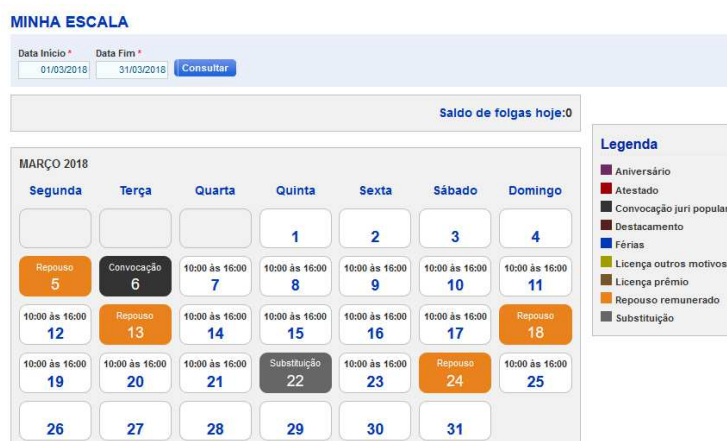 MINHA ESCALA
Data Início * Data Fim *
01/03/2018 31/03/2018 Consultar
Saldo de folgas hoje:0
MARÇO 2018
Segunda Terça Quarta Quinta Sexta Sábado Domingo
1 2 3 4
Repouso Convocação 10:00 às 16:00 10:00 às 16:00 10:00 às 16:00 10:00 às 16:00 10:00 às 16:00
5 6 7 8 9 10 11
10:00 às 16:00 Repouso 10:00 às 16:00 10:00 às 16:00 10:00 às 16:00 10:00 às 16:00 Repouso
12 13 14 15 16 17 18
10:00 às 16:00 10:00 às 16:00 10:00 às 16:00 Substituição 10:00 às 16:00 Repouso 10:00 às 16:00
19 20 21 22 23 24 25
26 27 28 29 30 31
Legenda
Aniversário
Atestado
Convocação juri popular
Destacamento
Férias
Licença outros motivos
Licença prêmio
Repouso remunerado
Substituição